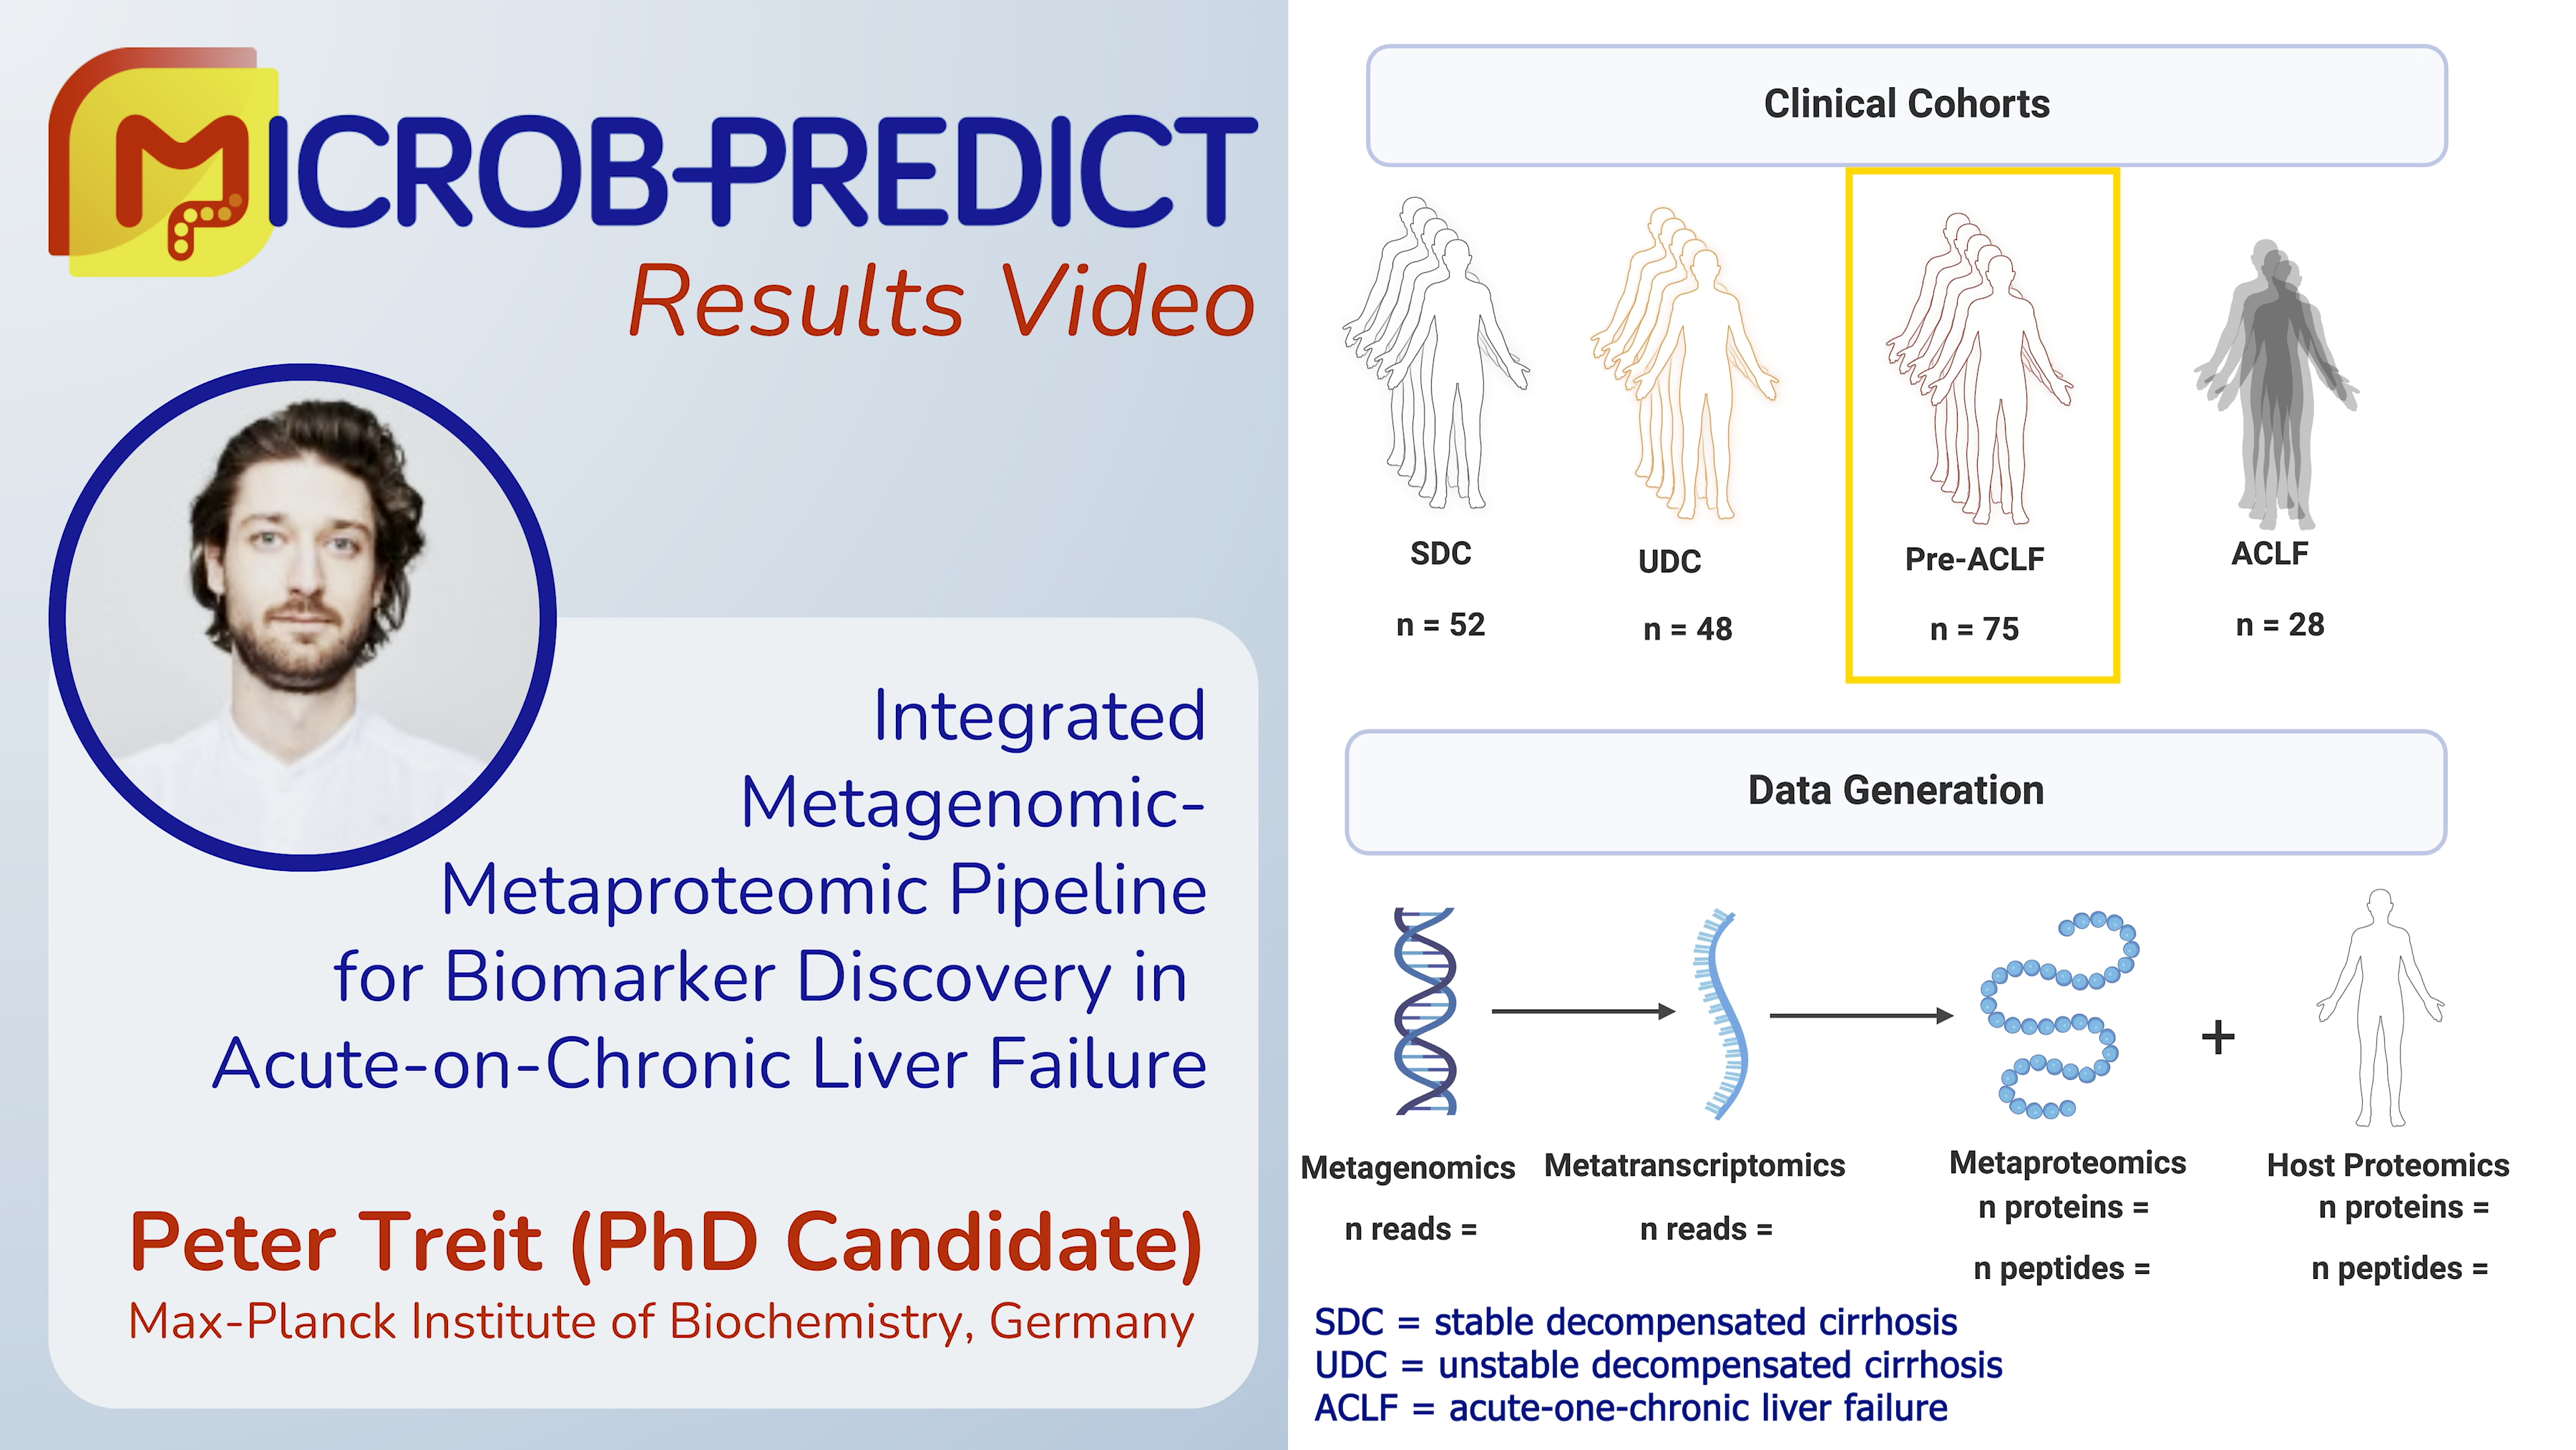 MICROB-PREDICT
Results Video
Integrated
Metagenomic-
Metaproteomic Pipeline
for Biomarker Discovery in
Acute-on-Chronic Liver Failure
Peter Treit (PhD Candidate)
Max-Planck Institute of Biochemistry, Germany
Clinical Cohorts
SDC
UDC
Pre-ACLF
ACLF
n = 52
n = 48
n = 75
n = 28
Data Generation
+
Metagenomics
Metatranscriptomics
Metaproteomics
Host Proteomics
n reads =
n reads =
n proteins =
n proteins =
n peptides =
n peptides =
SDC = stable decompensated cirrhosis
UDC = unstable decompensated cirrhosis
ACLF = acute-one-chronic liver failure